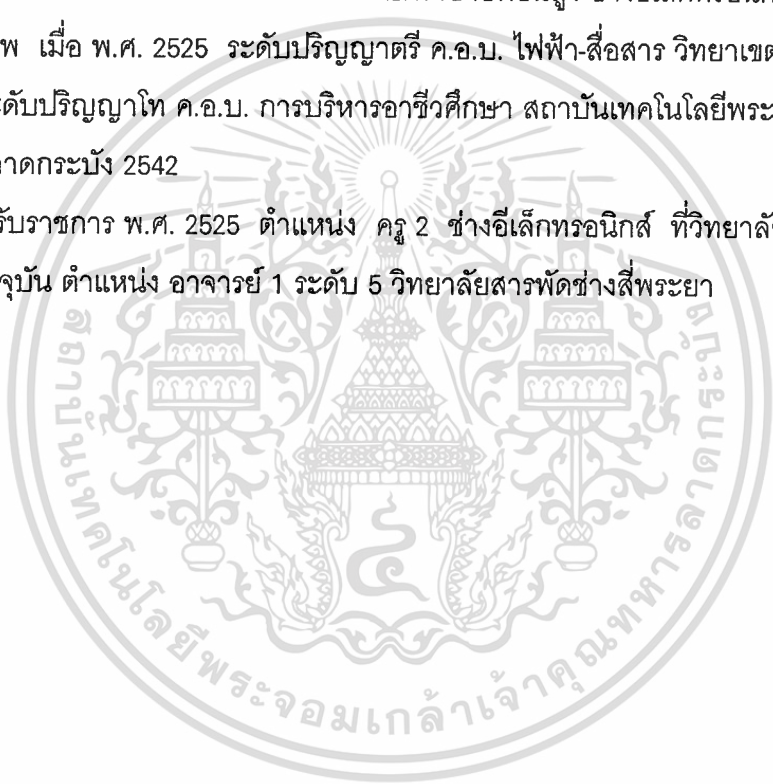 พ เมื่อ พ.ศ. 2525 ระดับปริญญาตรี ค.อ.บ. ไฟฟ้า-สื่อสาร วิทยาเขต
ะดับปริญญาโท ค.อ.บ. การบริหารอาชีวศึกษา สถาบันเทคโนโลยีพระ
าดกระบัง 2542
รับราชการ พ.ศ. 2525 ตำแหน่ง ครู 2 ช่างอีเล็กทรอนิกส์ ที่วิทยาลัย
จุบัน ตำแหน่ง อาจารย์ 1 ระดับ 5 วิทยาลัยสารพัดช่างสี่พระยา
สถาบันเทคโนโลยีพระจอมเกล้าเจ้าคุณทหารลาดกระบัง